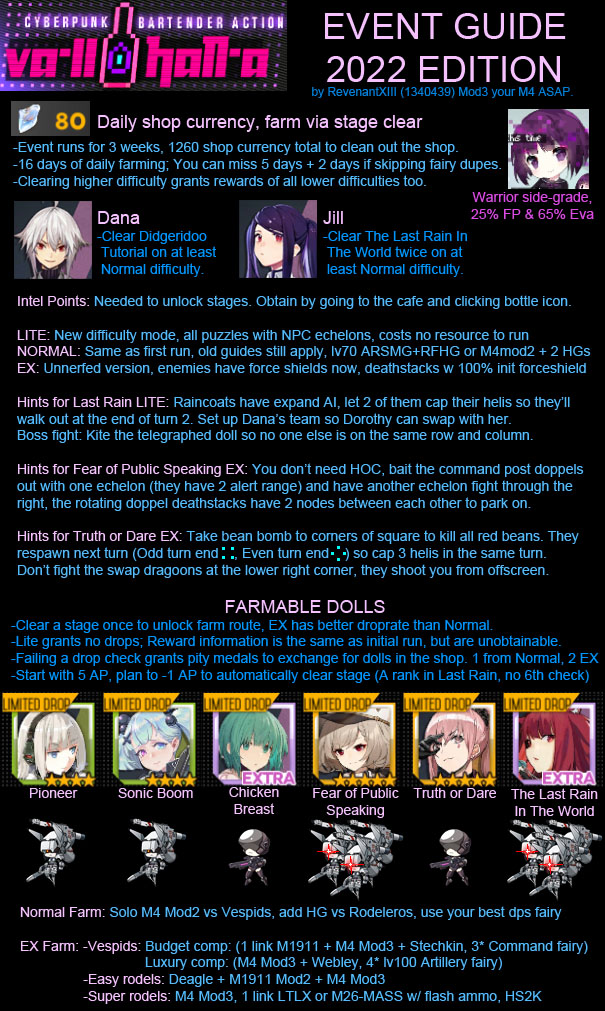 CYBERPUNK BARTENDER ACTION
va-11 hall-a
EVENT GUIDE
2022 EDITION
by RevenantXIII (1340439) Mod3 your M4 ASAP.
80 Daily shop currency, farm via stage clear
-Event runs for 3 weeks, 1260 shop currency total to clean out the shop.
-16 days of daily farming; You can miss 5 days + 2 days if skipping fairy dupes.
-Clearing higher difficulty grants rewards of all lower difficulties too.
Warrior side-grade,
25% FP & 65% Eva
Dana
-Clear Didgeridoo
Tutorial on at least
Normal difficulty.
Jill
-Clear The Last Rain In
The World twice on at
least Normal difficulty.
Intel Points: Needed to unlock stages. Obtain by going to the cafe and clicking bottle icon.
LITE: New difficulty mode, all puzzles with NPC echelons, costs no resource to run
NORMAL: Same as first run, old guides still apply, lv70 ARSMG+RFHG or M4mod2 + 2 HGs
EX: Unnerfed version, enemies have force shields now, deathstacks w 100% init forceshield
Hints for Last Rain LITE: Raincoats have expand AI, let 2 of them cap their helis so they'll
walk out at the end of turn 2. Set up Dana's team so Dorothy can swap with her.
Boss fight: Kite the telegraphed doll so no one else is on the same row and column.
Hints for Fear of Public Speaking EX: You don't need HOC, bait the command post doppels
out with one echelon (they have 2 alert range) and have another echelon fight through the
right, the rotating doppel deathstacks have 2 nodes between each other to park on.
Hints for Truth or Dare EX: Take bean bomb to corners of square to kill all red beans. They
respawn next turn (Odd turn end , Even turn end ) so cap 3 helis in the same turn.
Don't fight the swap dragoons at the lower right corner, they shoot you from offscreen.
FARMABLE DOLLS
-Clear a stage once to unlock farm route, EX has better droprate than Normal.
-Lite grants no drops; Reward information is the same as initial run, but are unobtainable.
-Failing a drop check grants pity medals to exchange for dolls in the shop. 1 from Normal, 2 EX
-Start with 5 AP, plan to -1 AP to automatically clear stage (A rank in Last Rain, no 6th check)
LIMITED DROP LIMITED DROP LIMITED DROP LIMITED DROP LIMITED DROP LIMITED DROP
EXTRA EXTRA
Pioneer
Sonic Boom
Chicken
Breast
Fear of Public
Speaking
Truth or Dare
The Last Rain
In The World
Normal Farm: Solo M4 Mod2 vs Vespids, add HG vs Rodeleros, use your best dps fairy
EX Farm: -Vespids: Budget comp: (1 link M1911 + M4 Mod3 + Stechkin, 3* Command fairy)
Luxury comp: (M4 Mod3 + Webley, 4* lv100 Artillery fairy)
-Easy rodels: Deagle + M1911 Mod2 + M4 Mod3
-Super rodels: M4 Mod3, 1 link LTLX or M26-MASS w/ flash ammo, HS2K